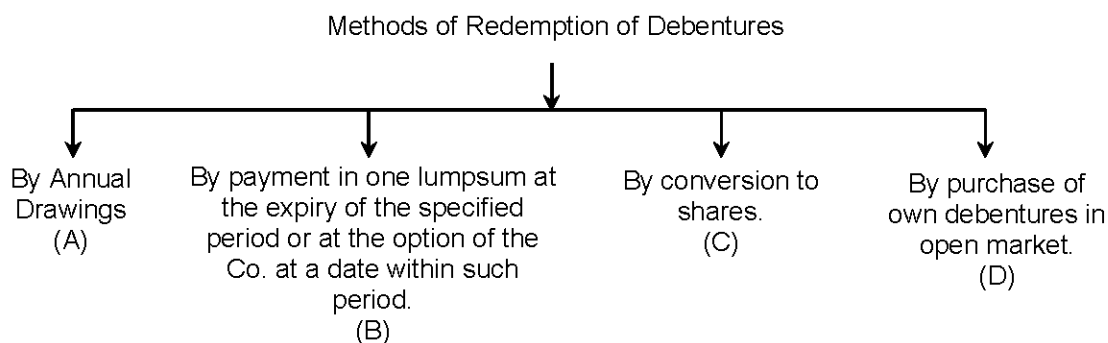 Methods of Redemption of Debentures
By Annual
Drawings
(A)
By payment in one lumpsum at
the expiry of the specified
period or at the option of the
Co. at a date within such
period.
(B)
By conversion to
shares.
(C)
By purchase of
own debentures in
open market.
(D)